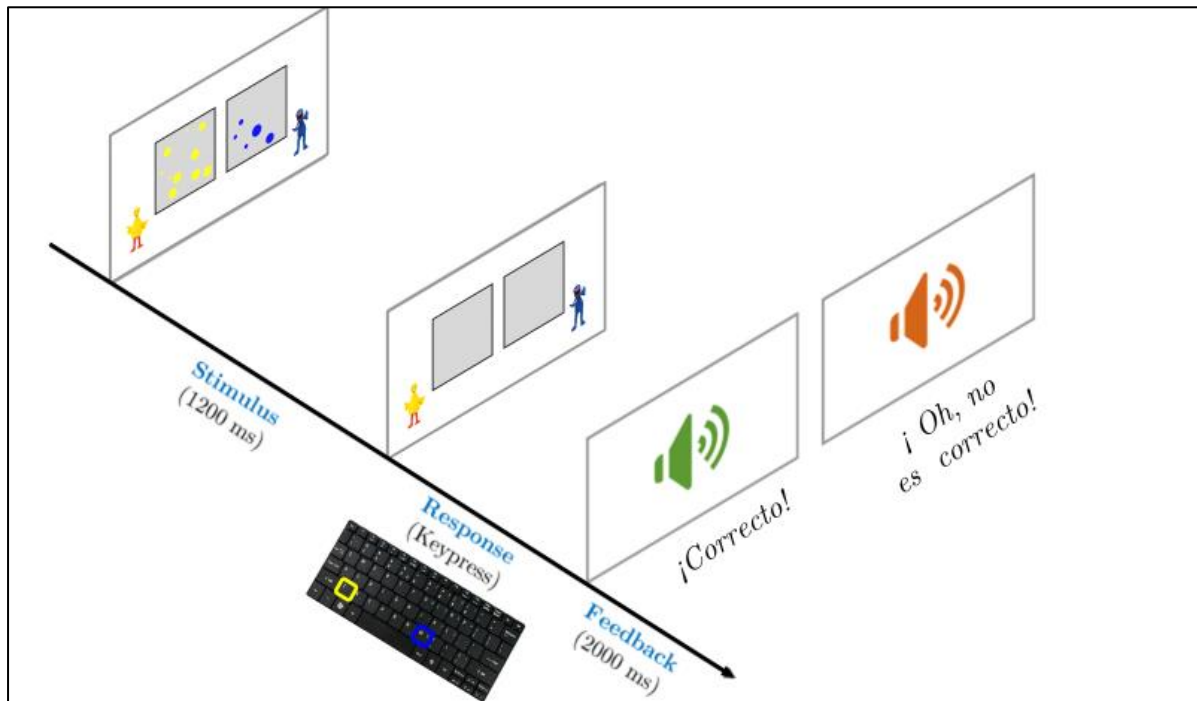 Stimulus
(1200 ms)
Response
(Keypress)
Feedback
(2000 ms)
¡Correcto!
¡ Oh, no
es correcto!